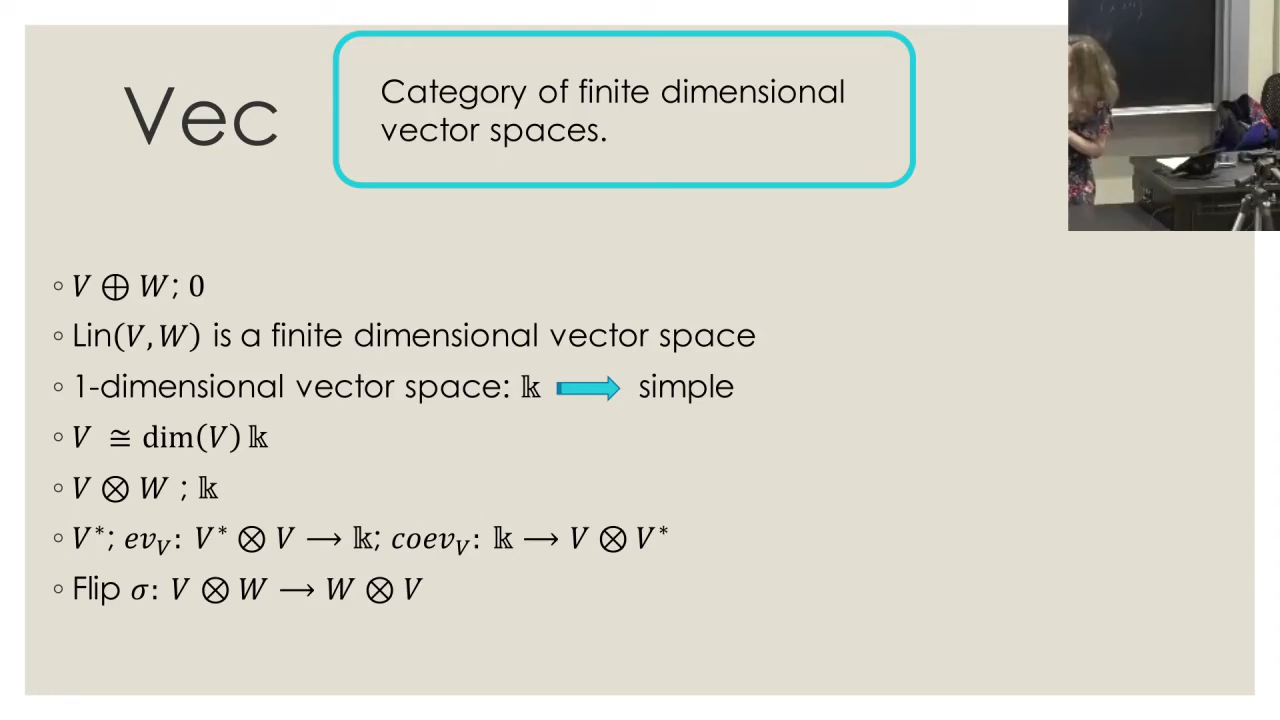 Vec
Category of finite dimensional
vector spaces.
◦ V ⊕ W; 0
◦ Lin(V, W) is a finite dimensional vector space
◦ 1-dimensional vector space: 𝕜 simple
◦ V ≅ dim(V) 𝕜
◦ V ⊗ W ; 𝕜
◦ V*; ev_V: V* ⊗ V ⟶ 𝕜; coev_V: 𝕜 ⟶ V ⊗ V*
◦ Flip σ: V ⊗ W ⟶ W ⊗ V